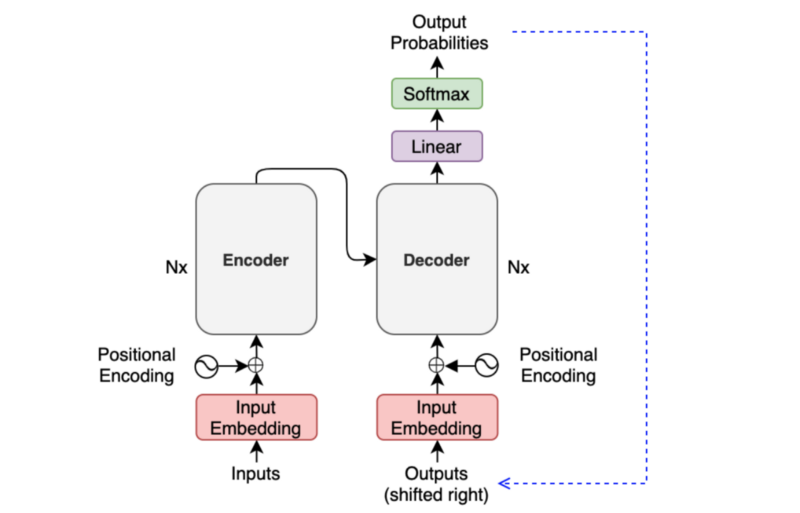 Output
Probabilities
Softmax
Linear
Encoder
Decoder
Nx
Nx
Positional
Encoding
Positional
Encoding
Input
Embedding
Input
Embedding
Inputs
Outputs
(shifted right)